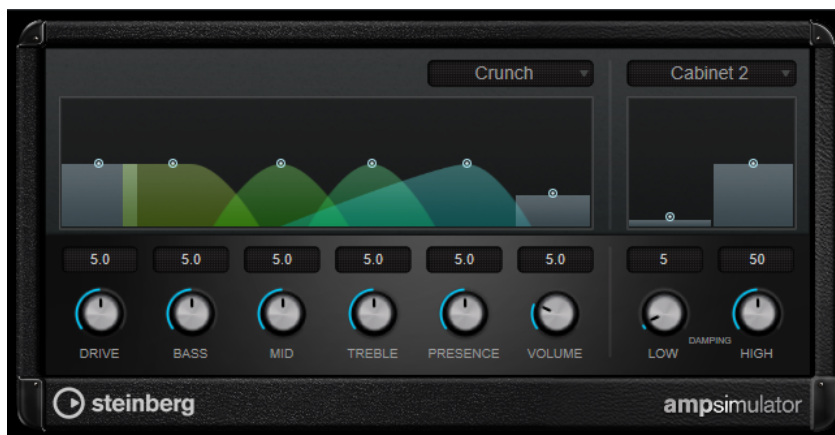 Crunch Cabinet 2
5.0 5.0 5.0 5.0 5.0 5.0 5 50
DRIVE BASS MID TREBLE PRESENCE VOLUME LOW DAMPING HIGH
steinberg ampsimulator